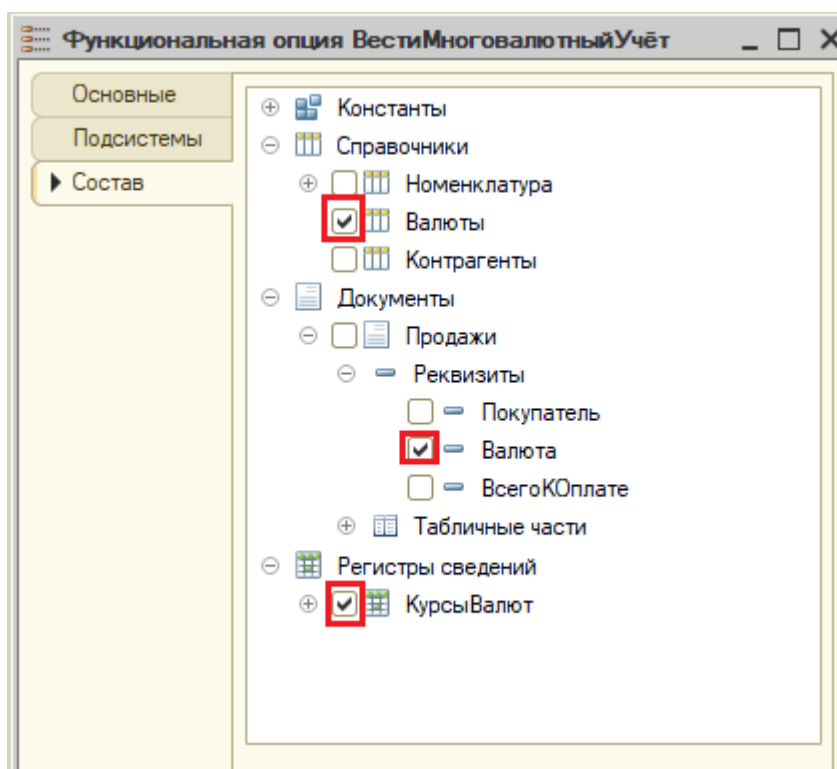 Функциональная опция ВестиМноговалютныйУчёт
Основные
Подсистемы
Состав
Константы
Справочники
Номенклатура
Валюты
Контрагенты
Документы
Продажи
Реквизиты
Покупатель
Валюта
ВсегоКОплате
Табличные части
Регистры сведений
КурсыВалют